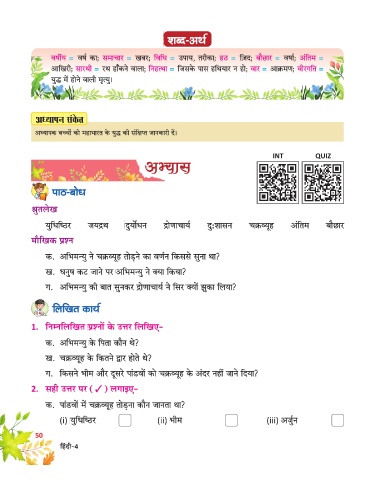 शब्द-अर्थ
वर्षीय = वर्ष का; समाचार = खबर; विधि = उपाय, तरीका; हठ = ज़िद; बौछार = वर्षा; अंतिम =
आखिरी; सारथी = रथ हाँकने वाला; निहत्था = जिसके पास हथियार न हो; वार = आक्रमण; वीरगति =
युद्ध में होने वाली मृत्यु।
अध्यापन संकेत
अध्यापक बच्चों को महाभारत के युद्ध की संक्षिप्त जानकारी दें।
INT QUIZ
अभ्यास
पाठ-बोध
श्रुतलेख
युधिष्ठिर जयद्रथ दुर्योधन द्रोणाचार्य दु:शासन चक्रव्यूह अंतिम बौछार
मौखिक प्रश्न
क. अभिमन्यु ने चक्रव्यूह तोड़ने का वर्णन किससे सुना था?
ख. धनुष कट जाने पर अभिमन्यु ने क्या किया?
ग. अभिमन्यु की बात सुनकर द्रोणाचार्य ने सिर क्यों झुका लिया?
लिखित कार्य
1. निम्नलिखित प्रश्नों के उत्तर लिखिए-
क. अभिमन्यु के पिता कौन थे?
ख. चक्रव्यूह के कितने द्वार होते थे?
ग. किसने भीम और दूसरे पांडवों को चक्रव्यूह के अंदर नहीं जाने दिया?
2. सही उत्तर पर (✓) लगाइए-
क. पांडवों में चक्रव्यूह तोड़ना कौन जानता था?
(i) युधिष्ठिर (ii) भीम (iii) अर्जुन
50
हिंदी-4